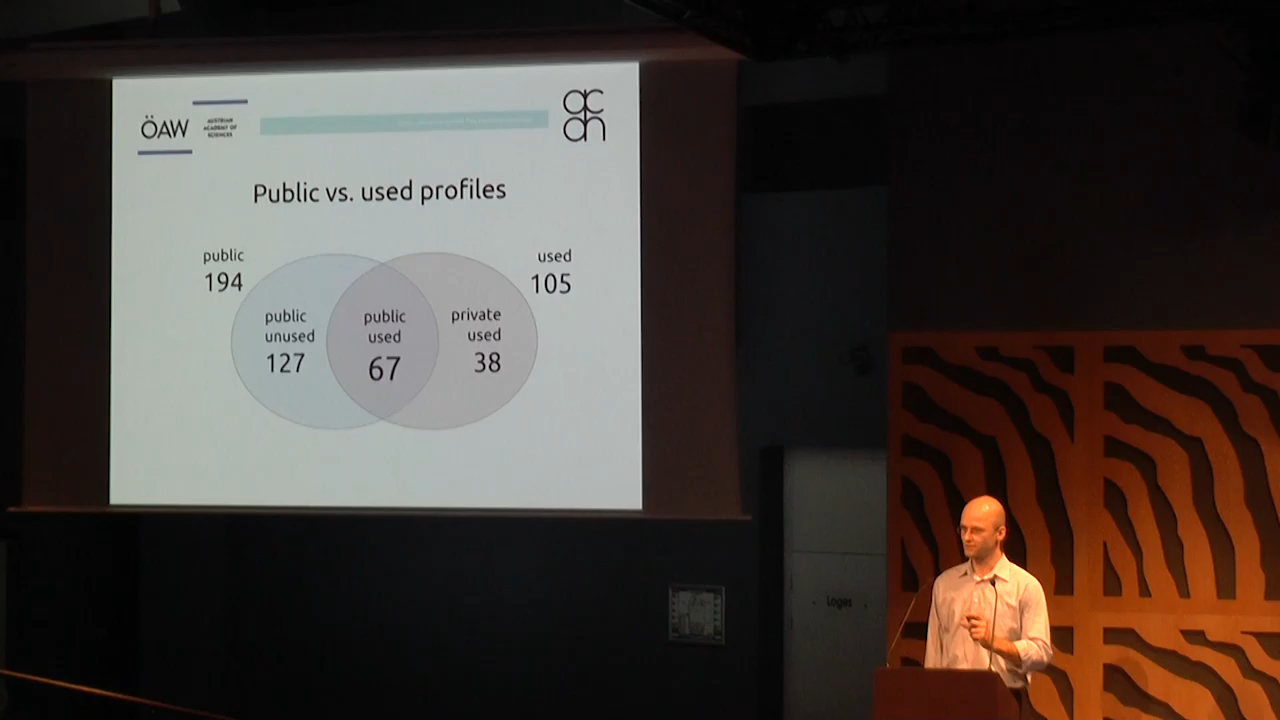 ÖAW
AUSTRIAN
ACADEMY OF
SCIENCES
ac
dh
Public vs. used profiles
public
194
used
105
public
unused
127
public
used
67
private
used
38
Loges